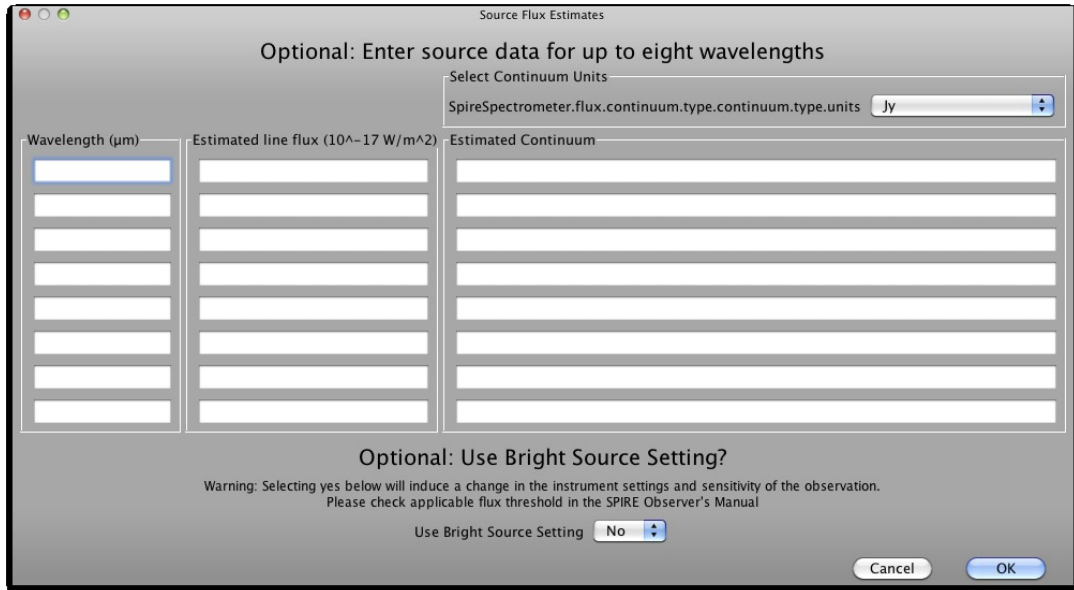 Source Flux Estimates
Optional: Enter source data for up to eight wavelengths
Select Continuum Units
SpireSpectrometer.flux.continuum.type.continuum.type.units Jy
Wavelength (µm) Estimated line flux (10^-17 W/m^2) Estimated Continuum
Optional: Use Bright Source Setting?
Warning: Selecting yes below will induce a change in the instrument settings and sensitivity of the observation.
Please check applicable flux threshold in the SPIRE Observer's Manual
Use Bright Source Setting No
Cancel OK